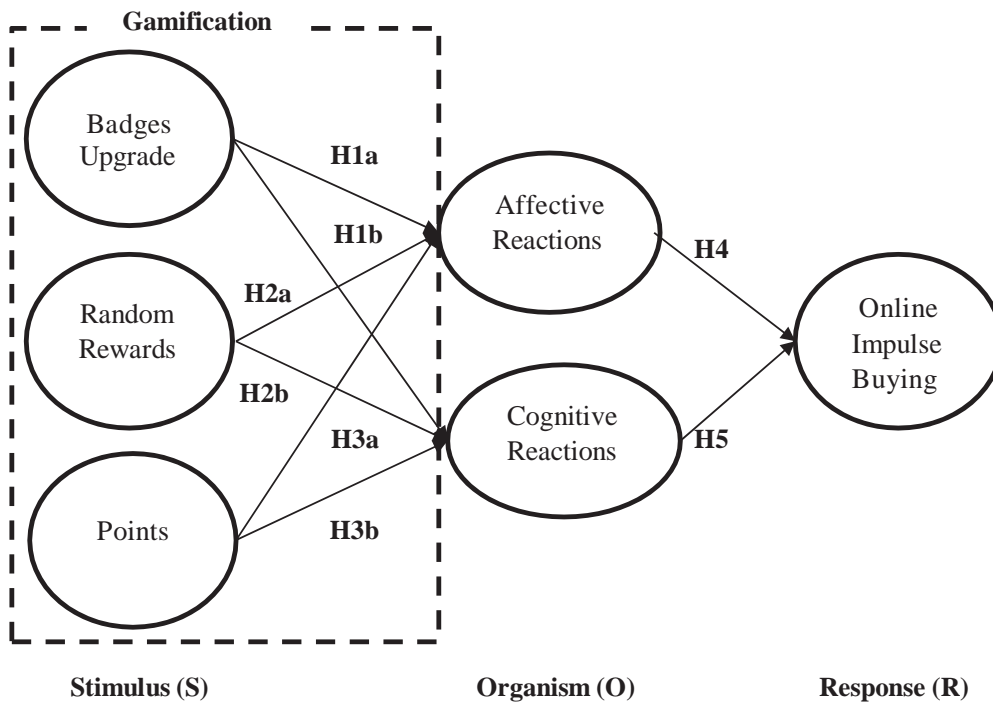 Gamification
Badges
Upgrade
H1a
H1b
Affective
Reactions
H4
H2a
Random
Rewards
Online
Impulse
Buying
H2b
Cognitive
Reactions
H3a
H5
Points
H3b
Stimulus (S)
Organism (O)
Response (R)